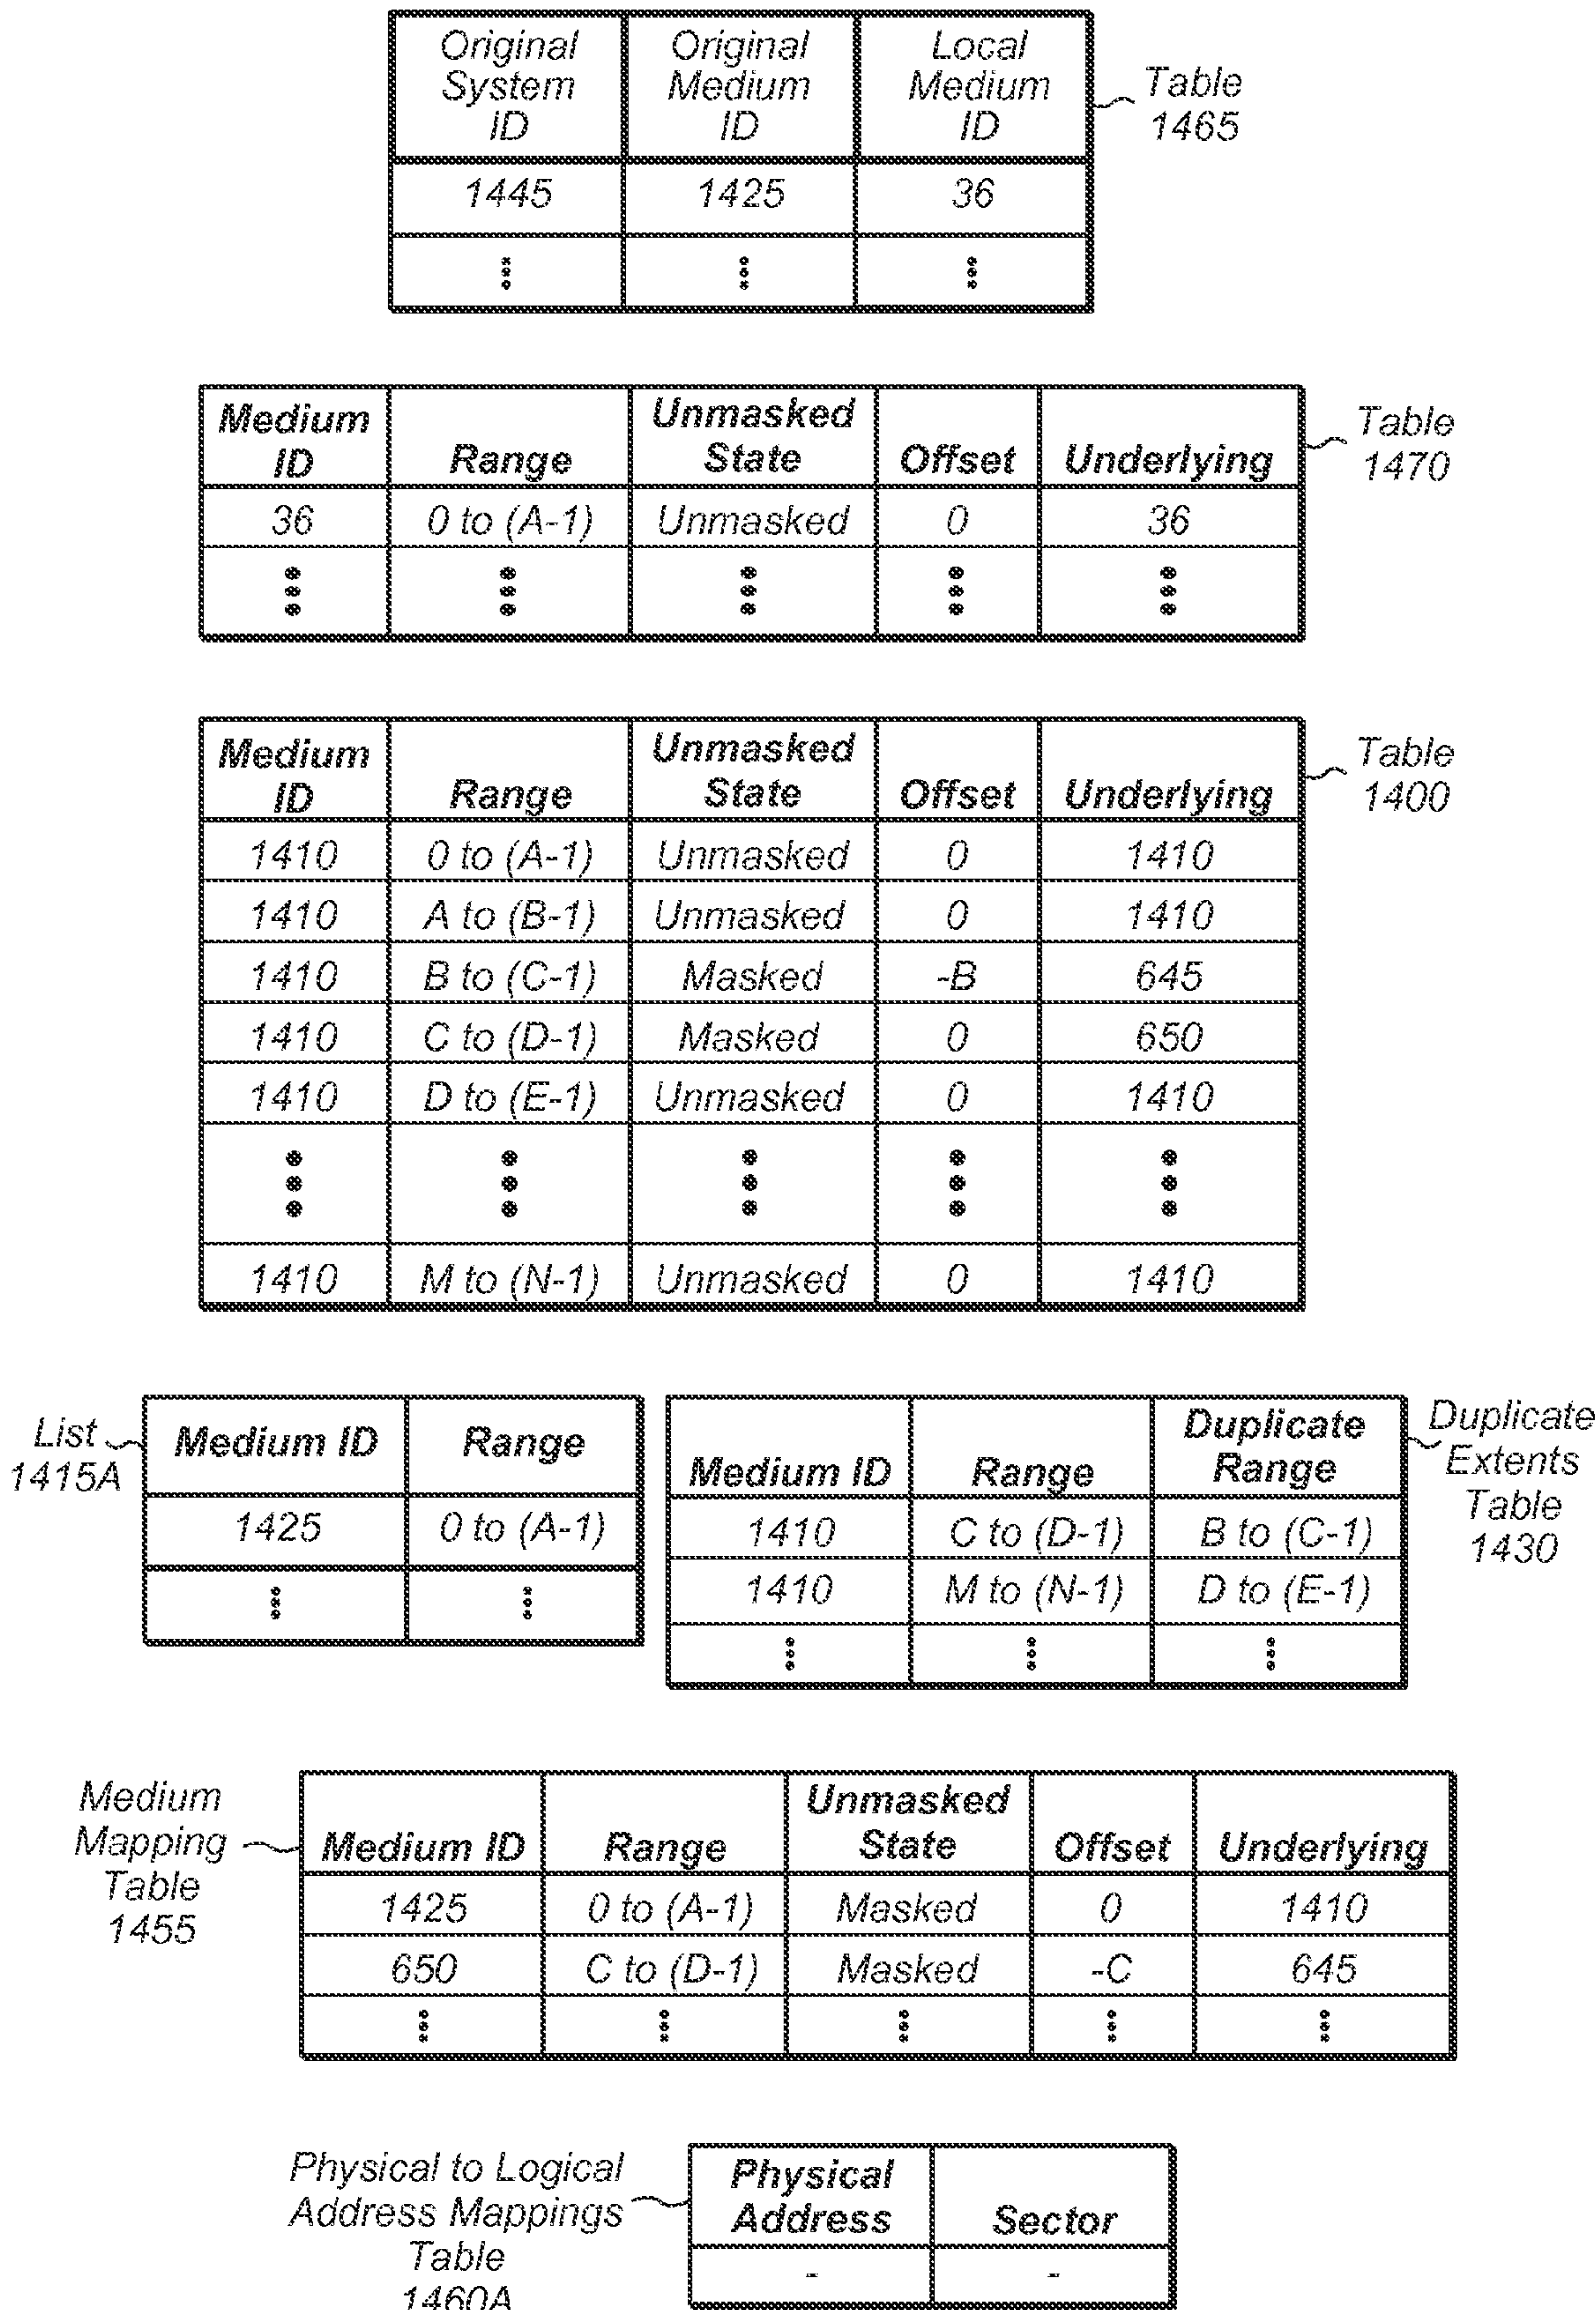 Original System ID | Original Medium ID | Local Medium ID
1445 | 1425 | 36
Table 1465
Medium ID | Range | Unmasked State | Offset | Underlying
36 | 0 to (A-1) | Unmasked | 0 | 36
Table 1470
Medium ID | Range | Unmasked State | Offset | Underlying
1410 | 0 to (A-1) | Unmasked | 0 | 1410
1410 | A to (B-1) | Unmasked | 0 | 1410
1410 | B to (C-1) | Masked | -B | 645
1410 | C to (D-1) | Masked | 0 | 650
1410 | D to (E-1) | Unmasked | 0 | 1410
1410 | M to (N-1) | Unmasked | 0 | 1410
Table 1400
List 1415A
Medium ID | Range
1425 | 0 to (A-1)
Medium ID | Range | Duplicate Range
1410 | C to (D-1) | B to (C-1)
1410 | M to (N-1) | D to (E-1)
Duplicate Extents Table 1430
Medium Mapping Table 1455
Medium ID | Range | Unmasked State | Offset | Underlying
1425 | 0 to (A-1) | Masked | 0 | 1410
650 | C to (D-1) | Masked | -C | 645
Physical to Logical Address Mappings Table 1460A
Physical Address | Sector
- | -